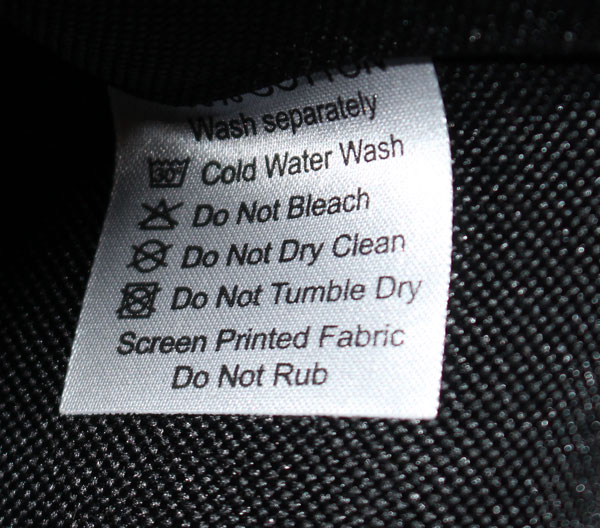 COTTON
Wash separately
30° Cold Water Wash
Do Not Bleach
Do Not Dry Clean
Do Not Tumble Dry
Screen Printed Fabric
Do Not Rub